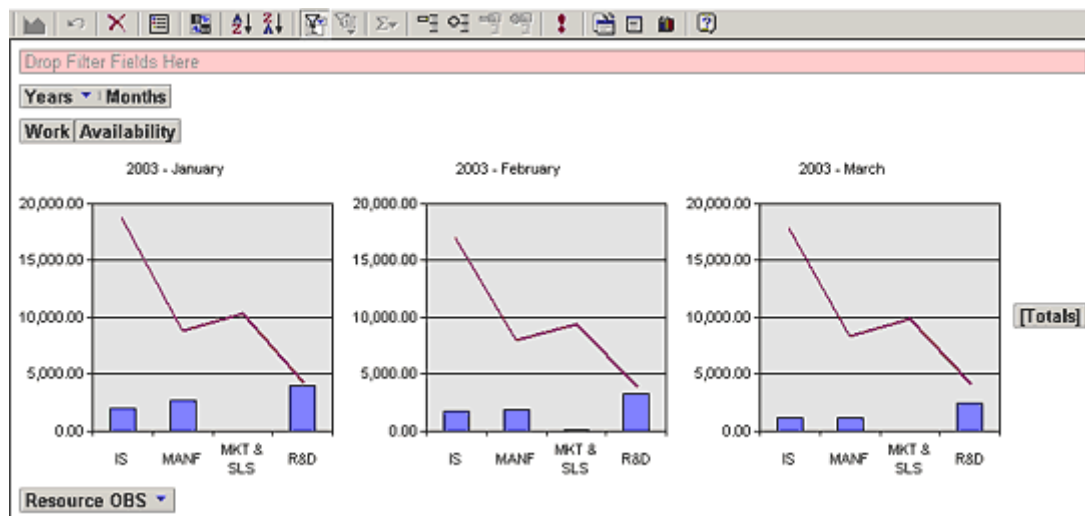 Drop Filter Fields Here
Years Months
Work Availability
2003 - January
20,000.00
15,000.00
10,000.00
5,000.00
0.00
IS MANF MKT & SLS R&D
2003 - February
20,000.00
15,000.00
10,000.00
5,000.00
0.00
IS MANF MKT & SLS R&D
2003 - March
20,000.00
15,000.00
10,000.00
5,000.00
0.00
IS MANF MKT & SLS R&D
[Totals]
Resource OBS